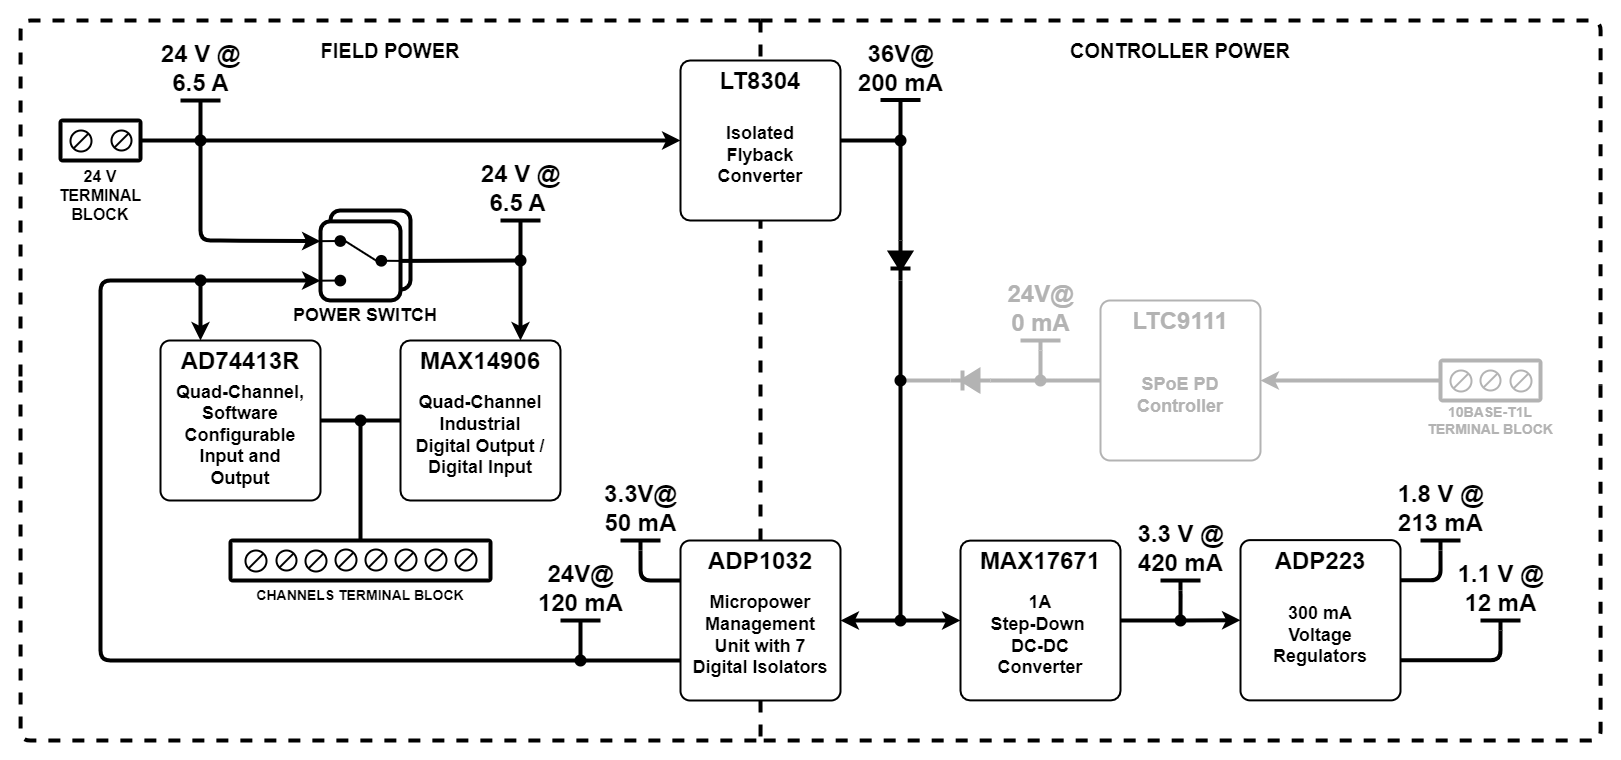 FIELD POWER
CONTROLLER POWER
24 V @
6.5 A
24 V
TERMINAL
BLOCK
24 V @
6.5 A
POWER SWITCH
LT8304
Isolated
Flyback
Converter
36V@
200 mA
24V@
0 mA
LTC9111
SPoE PD
Controller
10BASE-T1L
TERMINAL BLOCK
AD74413R
Quad-Channel,
Software
Configurable
Input and
Output
MAX14906
Quad-Channel
Industrial
Digital Output /
Digital Input
CHANNELS TERMINAL BLOCK
3.3V@
50 mA
24V@
120 mA
ADP1032
Micropower
Management
Unit with 7
Digital Isolators
MAX17671
1A
Step-Down
DC-DC
Converter
3.3 V @
420 mA
ADP223
300 mA
Voltage
Regulators
1.8 V @
213 mA
1.1 V @
12 mA